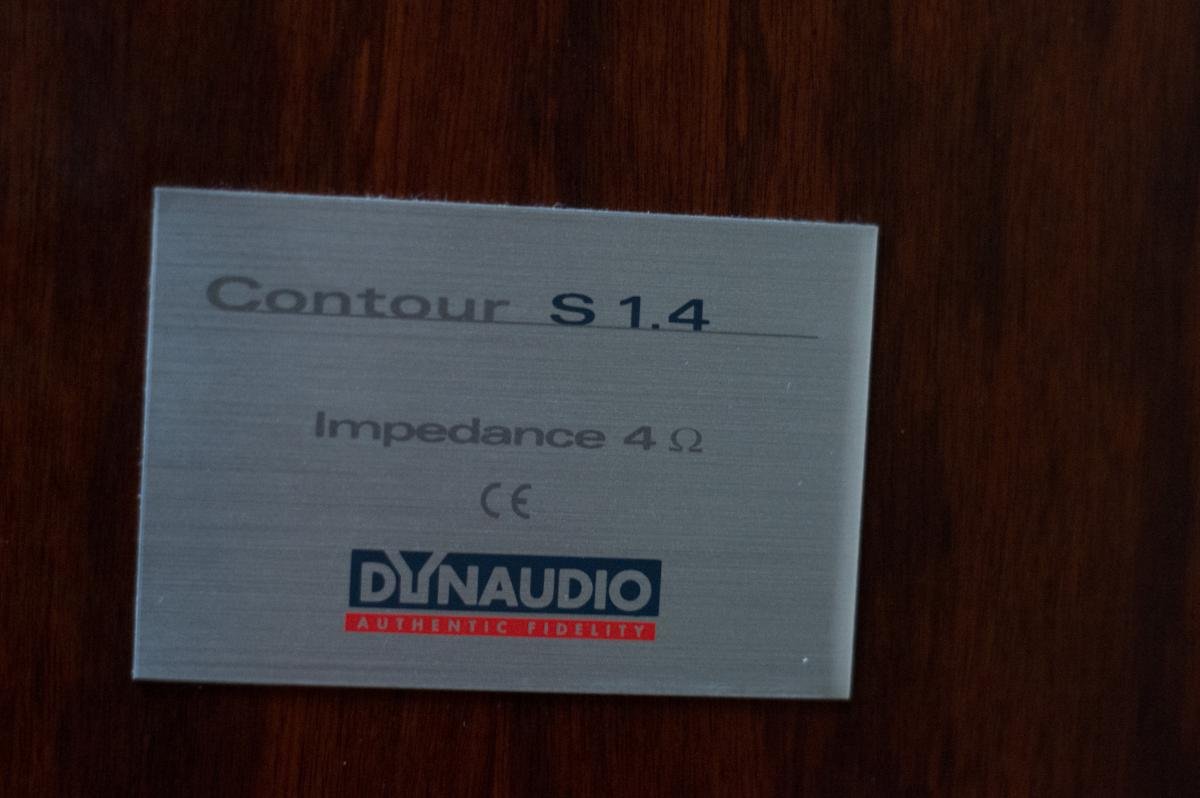 Contour S 1.4
Impedance 4 Ω
CE
DYNAUDIO
AUTHENTIC FIDELITY